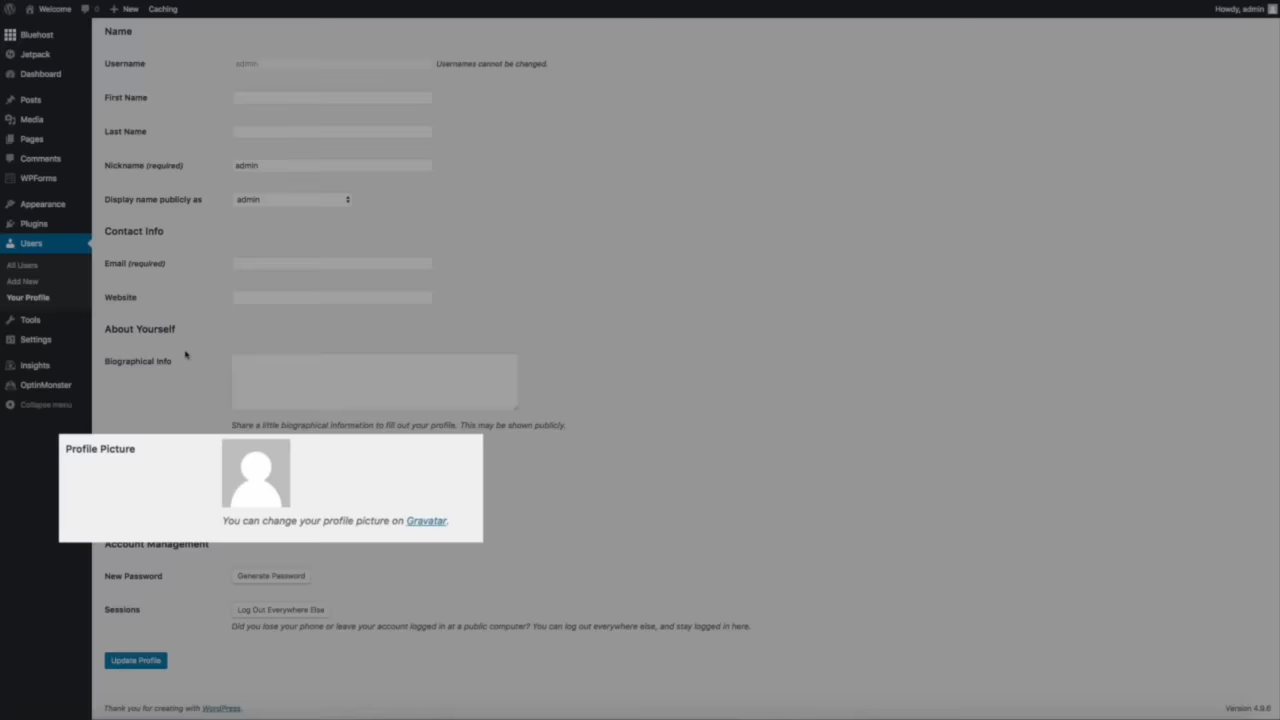 Welcome 0 New Caching Howdy, admin
Bluehost
Jetpack
Dashboard
Posts
Media
Pages
Comments
WPForms
Appearance
Plugins
Users
All Users
Add New
Your Profile
Tools
Settings
Insights
OptinMonster
Collapse menu
Name
Username admin Usernames cannot be changed.
First Name
Last Name
Nickname (required) admin
Display name publicly as admin
Contact Info
Email (required)
Website
About Yourself
Biographical Info
Share a little biographical information to fill out your profile. This may be shown publicly.
Profile Picture
You can change your profile picture on Gravatar.
Account Management
New Password Generate Password
Sessions Log Out Everywhere Else
Did you lose your phone or leave your account logged in at a public computer? You can log out everywhere else, and stay logged in here.
Update Profile
Thank you for creating with WordPress. Version 4.9.6